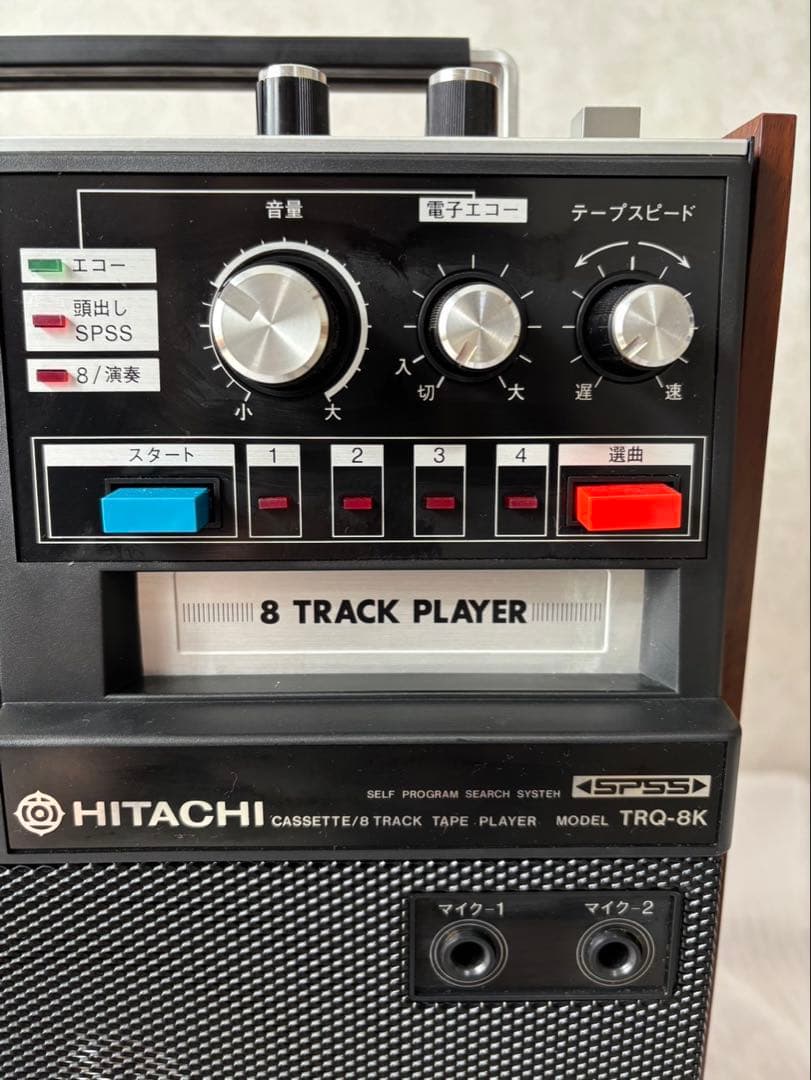 音量
電子エコー
テープスピード
エコー
頭出し
SPSS
8/演奏
入
切
小
大
大
遅
速
スタート
1
2
3
4
選曲
8 TRACK PLAYER
SELF PROGRAM SEARCH SYSTEH
SPSS
HITACHI
CASSETTE/8 TRACK TAPE PLAYER MODEL TRQ-8K
マイク-1
マイク-2